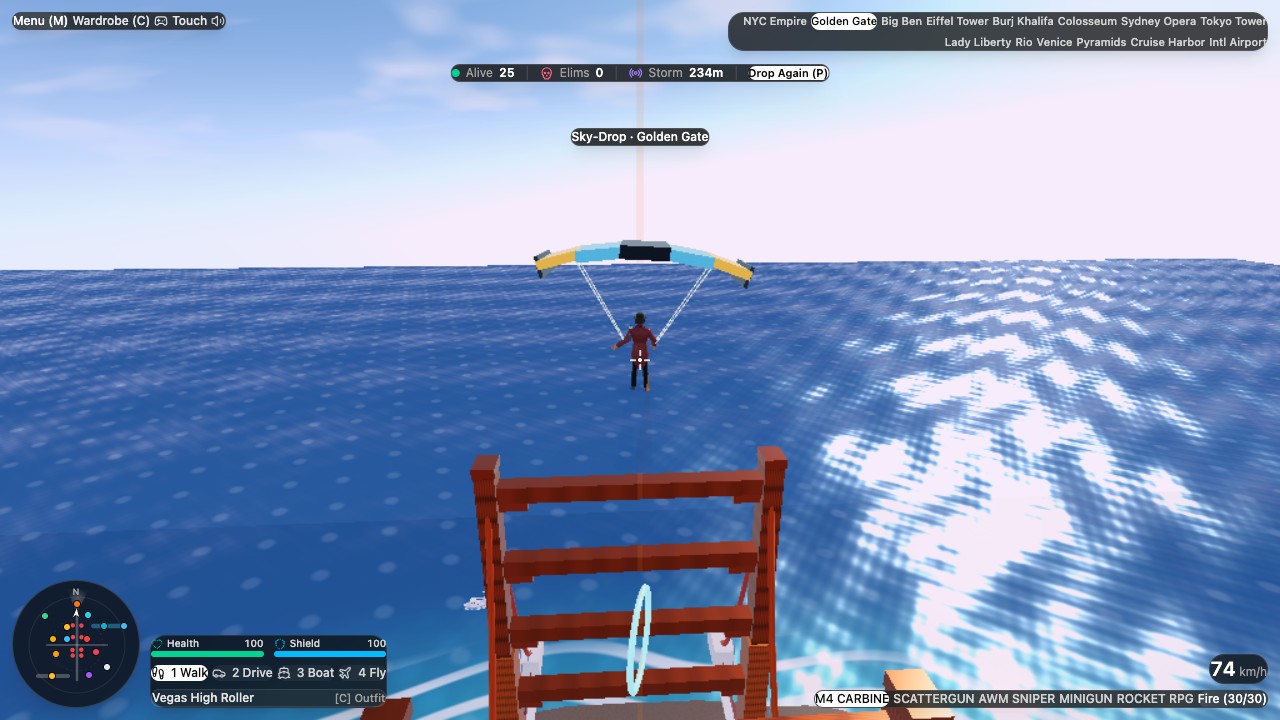 Menu (M) Wardrobe (C) Touch
NYC Empire Golden Gate Big Ben Eiffel Tower Burj Khalifa Colosseum Sydney Opera Tokyo Tower
Lady Liberty Rio Venice Pyramids Cruise Harbor Intl Airport
Alive 25 Elims 0 Storm 234m Drop Again (P)
Sky-Drop · Golden Gate
N
Health 100 Shield 100
1 Walk 2 Drive 3 Boat 4 Fly
Vegas High Roller [C] Outfit
74 km/h
M4 CARBINE SCATTERGUN AWM SNIPER MINIGUN ROCKET RPG Fire (30/30)